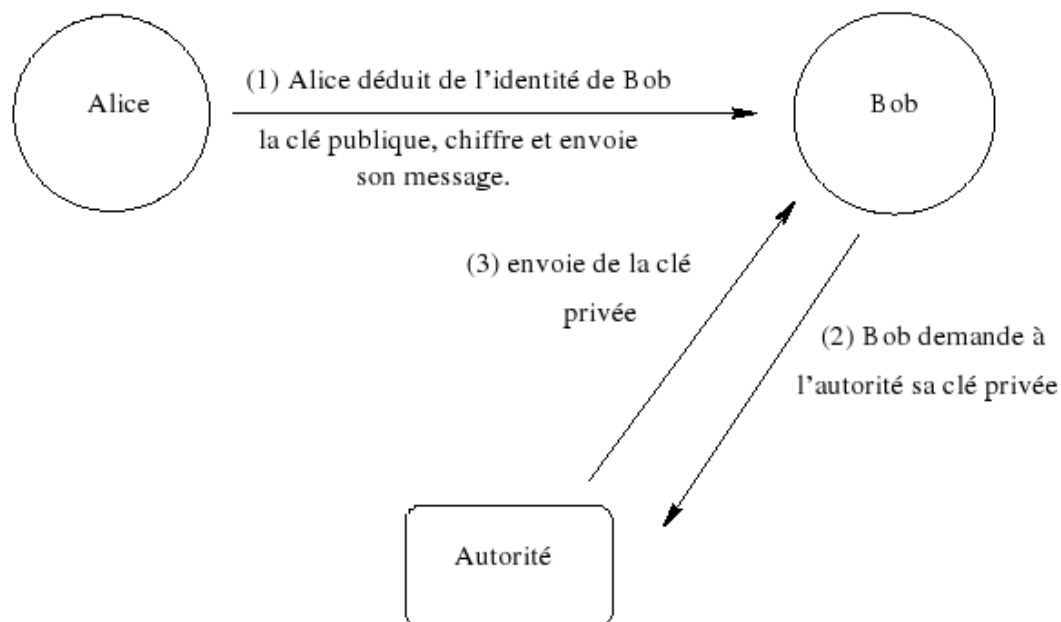 Alice
(1) Alice déduit de l'identité de Bob
la clé publique, chiffre et envoie
son message.
Bob
(3) envoie de la clé
privée
(2) Bob demande à
l'autorité sa clé privée
Autorité